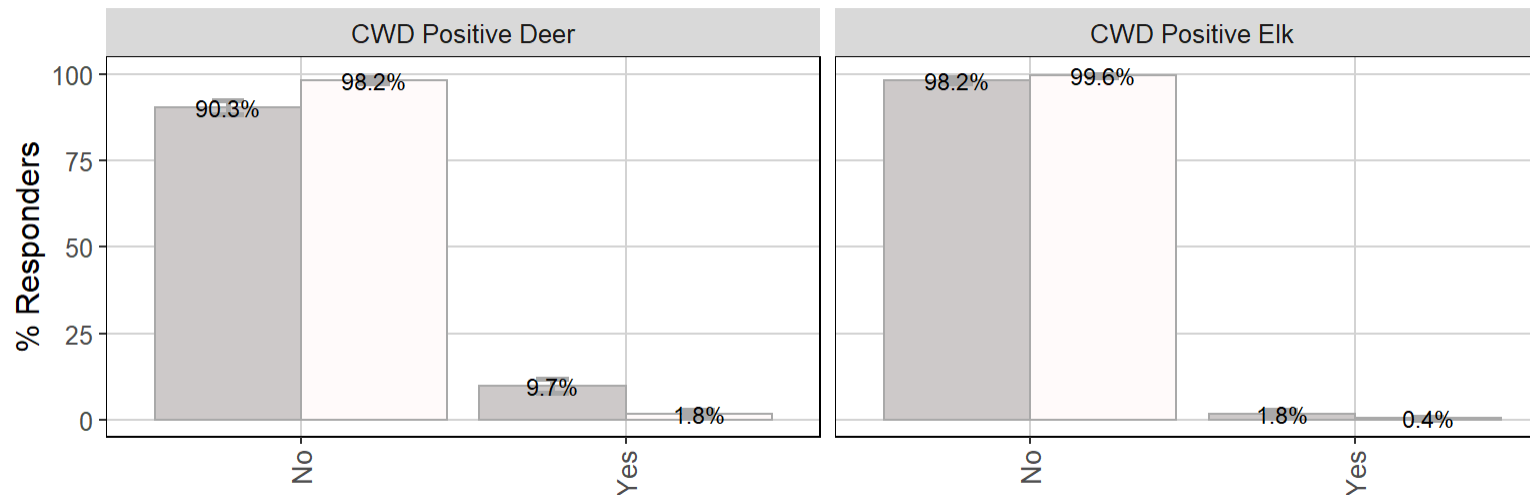 CWD Positive Deer
CWD Positive Elk
% Responders
100
75
50
25
0
90.3%
98.2%
9.7%
1.8%
98.2%
99.6%
1.8%
0.4%
No
Yes
No
Yes